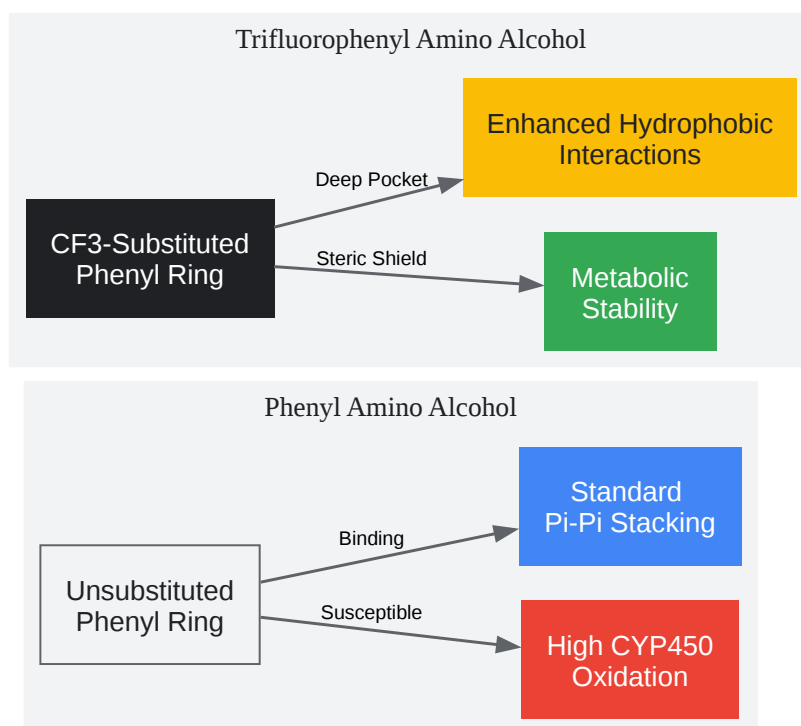 Trifluorophenyl Amino Alcohol
Enhanced Hydrophobic
Interactions
Deep Pocket
CF3-Substituted
Phenyl Ring
Steric Shield
Metabolic
Stability
Phenyl Amino Alcohol
Standard
Pi-Pi Stacking
Binding
Unsubstituted
Phenyl Ring
Susceptible
High CYP450
Oxidation